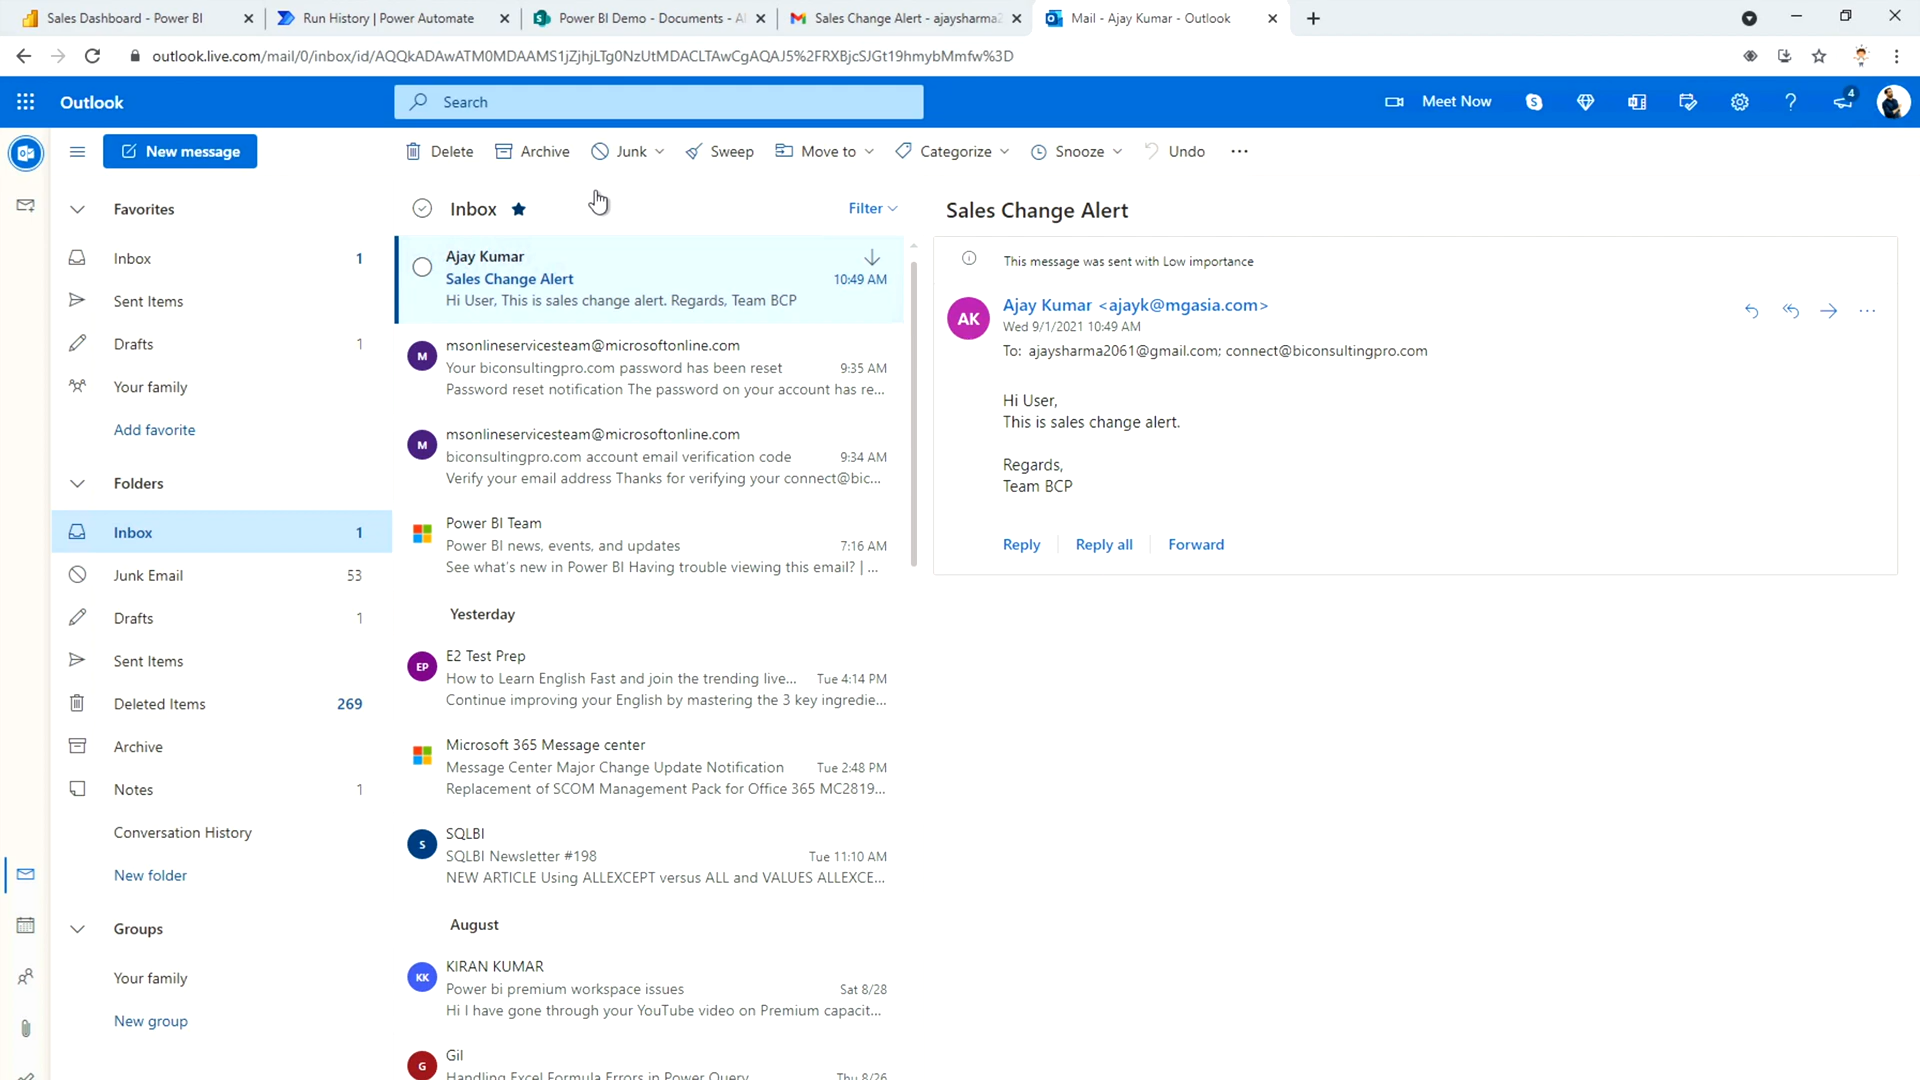 Sales Dashboard - Power BI
Run History | Power Automate
Power BI Demo - Documents - Al
Sales Change Alert - ajaysharma2
Mail - Ajay Kumar - Outlook
outlook.live.com/mail/0/inbox/id/AQQkADAwATM0MDAAMS1jZjhjLTg0NzUtMDACLTAwCgAQAJ5%2FRXBjcSJGt19hmybMmfw%3D
Outlook
Search
Meet Now
4
New message
Delete
Archive
Junk
Sweep
Move to
Categorize
Snooze
Undo
Favorites
Inbox 1
Sent Items
Drafts 1
Your family
Add favorite
Folders
Inbox 1
Junk Email 53
Drafts 1
Sent Items
Deleted Items 269
Archive
Notes 1
Conversation History
New folder
Groups
Your family
New group
Inbox
Filter
Ajay Kumar
Sales Change Alert 10:49 AM
Hi User, This is sales change alert. Regards, Team BCP
M
msonlineservicesteam@microsoftonline.com
Your biconsultingpro.com password has been reset 9:35 AM
Password reset notification The password on your account has re...
M
msonlineservicesteam@microsoftonline.com
biconsultingpro.com account email verification code 9:34 AM
Verify your email address Thanks for verifying your connect@bic...
Power BI Team
Power BI news, events, and updates 7:16 AM
See what's new in Power BI Having trouble viewing this email? | ...
Yesterday
EP
E2 Test Prep
How to Learn English Fast and join the trending live... Tue 4:14 PM
Continue improving your English by mastering the 3 key ingredie...
Microsoft 365 Message center
Message Center Major Change Update Notification Tue 2:48 PM
Replacement of SCOM Management Pack for Office 365 MC2819...
S
SQLBI
SQLBI Newsletter #198 Tue 11:10 AM
NEW ARTICLE Using ALLEXCEPT versus ALL and VALUES ALLEXCE...
August
KK
KIRAN KUMAR
Power bi premium workspace issues Sat 8/28
Hi I have gone through your YouTube video on Premium capacit...
G
Gil
Handling Excel Formula Errors in Power Query Thu 8/26
Sales Change Alert
This message was sent with Low importance
AK
Ajay Kumar <ajayk@mgasia.com>
Wed 9/1/2021 10:49 AM
To: ajaysharma2061@gmail.com; connect@biconsultingpro.com
Hi User,
This is sales change alert.
Regards,
Team BCP
Reply
Reply all
Forward